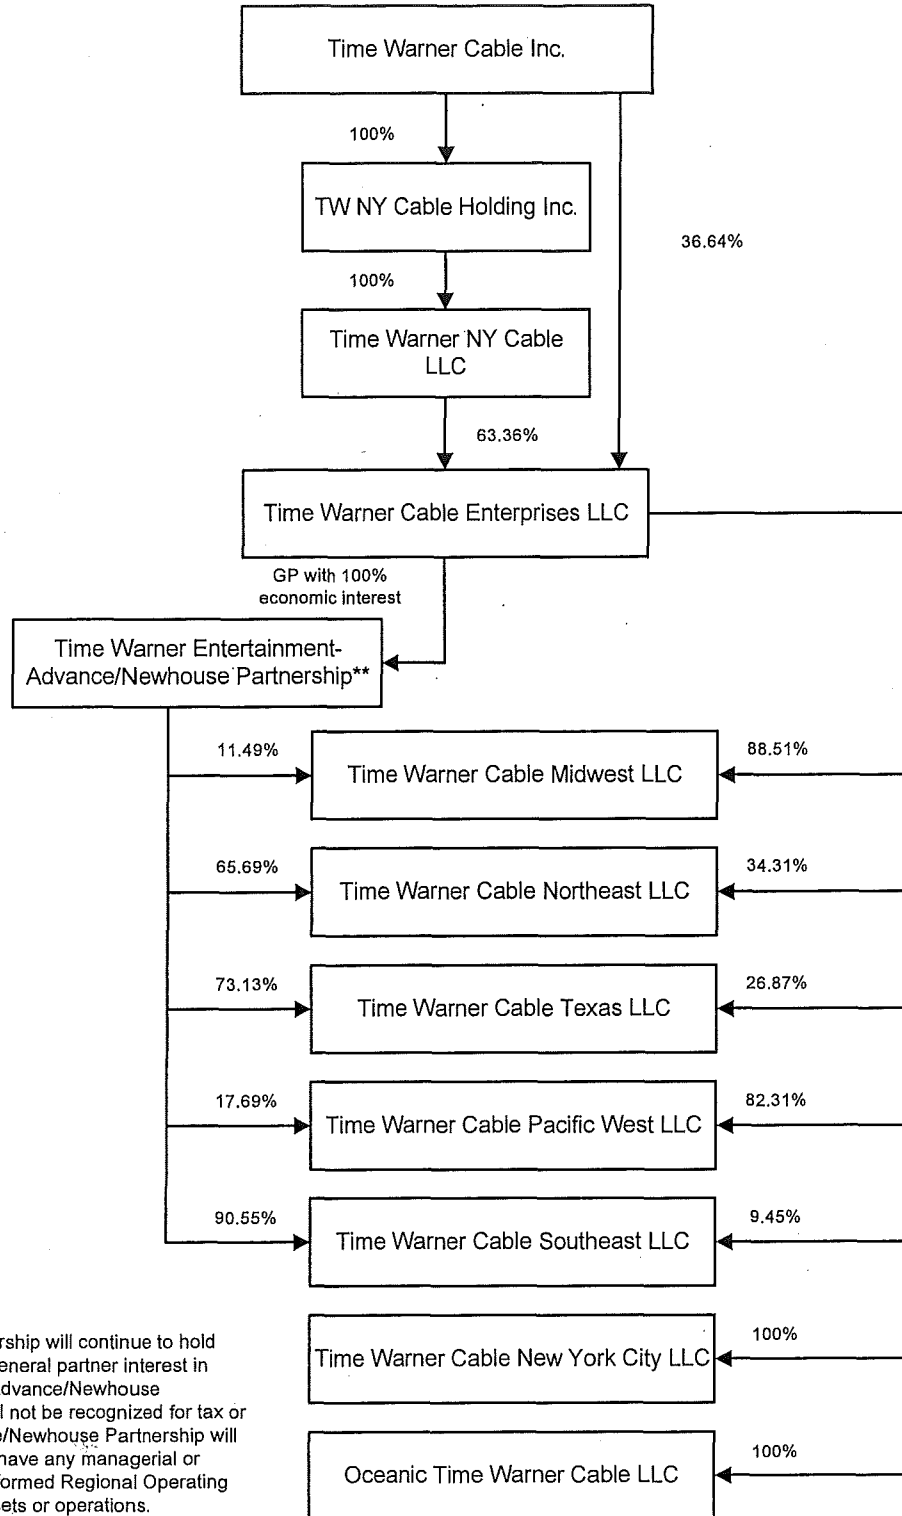 Time Warner Cable Inc.
100%
TW NY Cable Holding Inc.
36.64%
100%
Time Warner NY Cable
LLC
63.36%
Time Warner Cable Enterprises LLC
GP with 100%
economic interest
Time Warner Entertainment-
Advance/Newhouse Partnership**
11.49%
Time Warner Cable Midwest LLC
88.51%
65.69%
Time Warner Cable Northeast LLC
34.31%
73.13%
Time Warner Cable Texas LLC
26.87%
17.69%
Time Warner Cable Pacific West LLC
82.31%
90.55%
Time Warner Cable Southeast LLC
9.45%
Time Warner Cable New York City LLC
100%
Oceanic Time Warner Cable LLC
100%
rship will continue to hold
eneral partner interest in
dvance/Newhouse
l not be recognized for tax or
e/Newhouse Partnership will
have any managerial or
ormed Regional Operating
sets or operations.